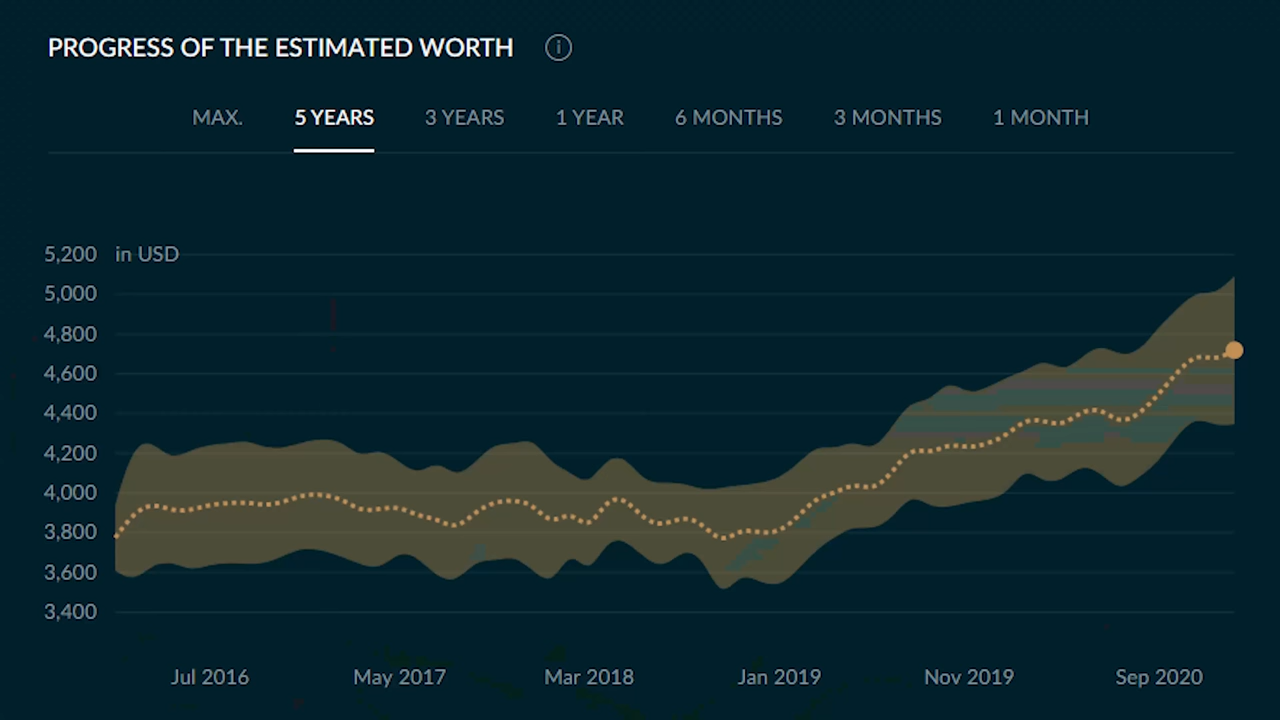 PROGRESS OF THE ESTIMATED WORTH i
MAX. 5 YEARS 3 YEARS 1 YEAR 6 MONTHS 3 MONTHS 1 MONTH
5,200 in USD
5,000
4,800
4,600
4,400
4,200
4,000
3,800
3,600
3,400
Jul 2016 May 2017 Mar 2018 Jan 2019 Nov 2019 Sep 2020